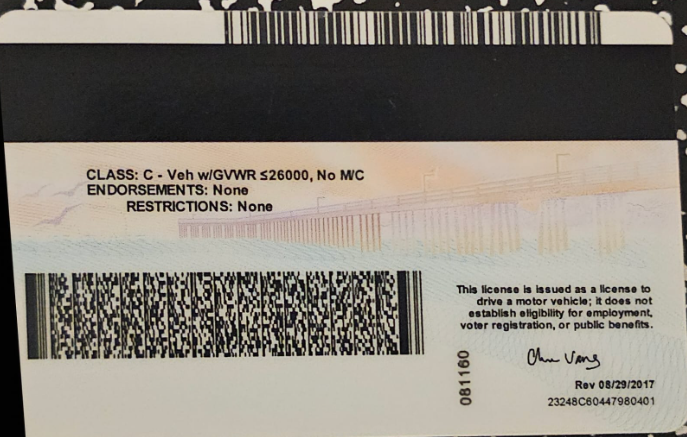 CLASS: C - Veh w/GVWR ≤26000, No M/C
ENDORSEMENTS: None
RESTRICTIONS: None
This license is issued as a license to
drive a motor vehicle; it does not
establish eligibility for employment,
voter registration, or public benefits.
081160
Rev 08/29/2017
23248C60447980401